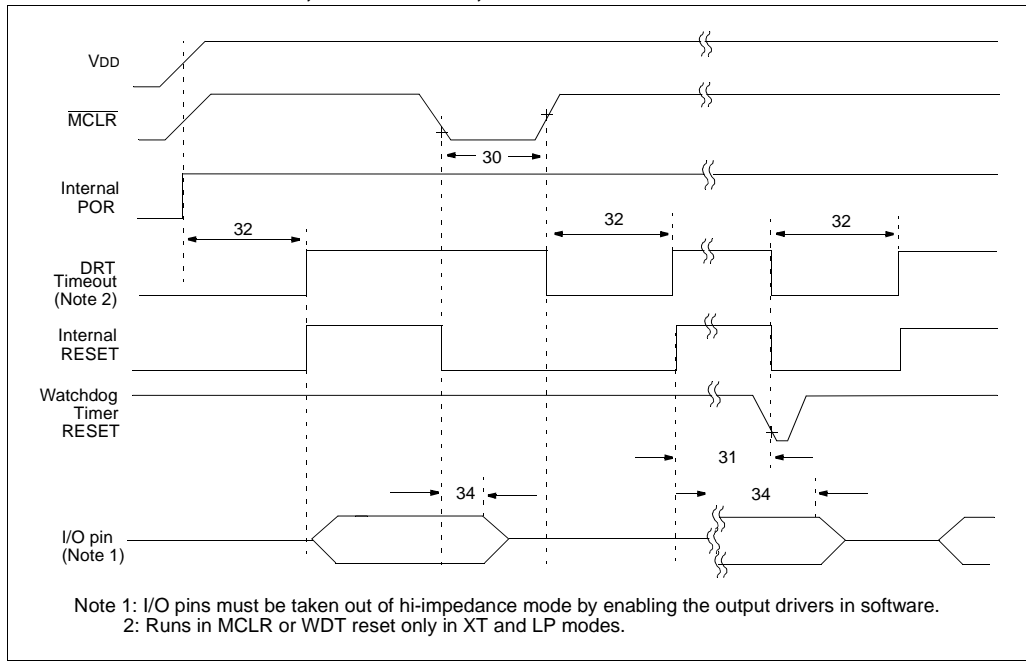 VDD
MCLR
30
Internal
POR
32
32
32
DRT
Timeout
(Note 2)
Internal
RESET
Watchdog
Timer
RESET
31
34
34
I/O pin
(Note 1)
Note 1: I/O pins must be taken out of hi-impedance mode by enabling the output drivers in software.
2: Runs in MCLR or WDT reset only in XT and LP modes.